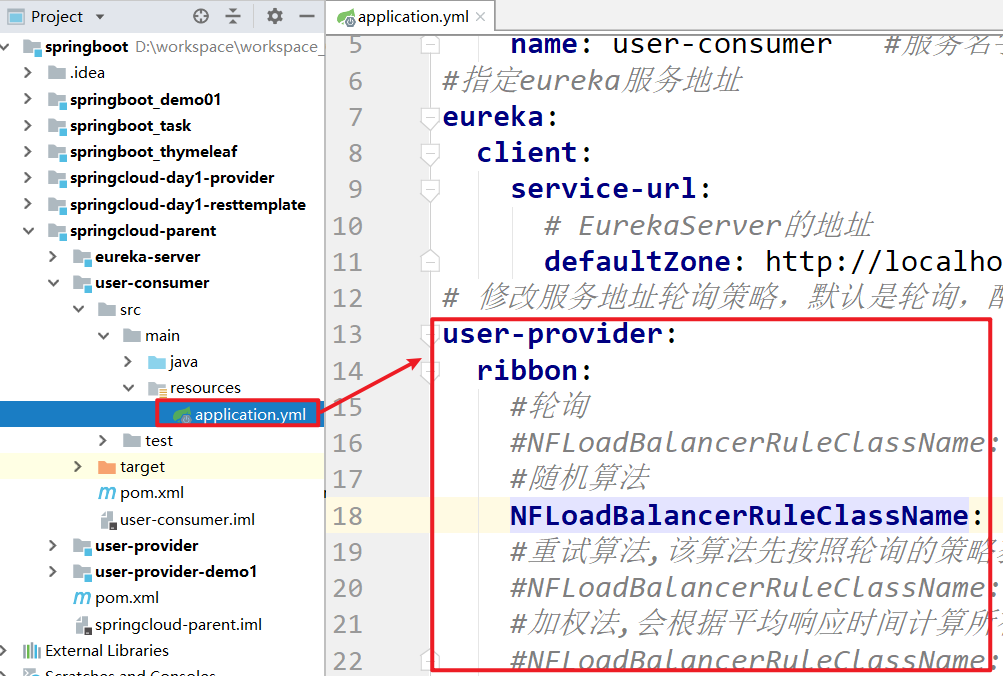 Project
springboot D:\workspace\workspace_
.idea
springboot_demo01
springboot_task
springboot_thymeleaf
springcloud-day1-provider
springcloud-day1-resttemplate
springcloud-parent
eureka-server
user-consumer
src
main
java
resources
application.yml
test
target
pom.xml
user-consumer.iml
user-provider
user-provider-demo1
pom.xml
springcloud-parent.iml
External Libraries
Scratches and Consoles
application.yml
5 name: user-consumer #服务名
6 #指定eureka服务地址
7 eureka:
8 client:
9 service-url:
10 # EurekaServer的地址
11 defaultZone: http://localho
12 # 修改服务地址轮询策略，默认是轮询，
13 user-provider:
14 ribbon:
15 #轮询
16 #NFLoadBalancerRuleClassName:
17 #随机算法
18 NFLoadBalancerRuleClassName:
19 #重试算法,该算法先按照轮询的策略
20 #NFLoadBalancerRuleClassName:
21 #加权法,会根据平均响应时间计算所
22 #NFLoadBalancerRuleClassName: